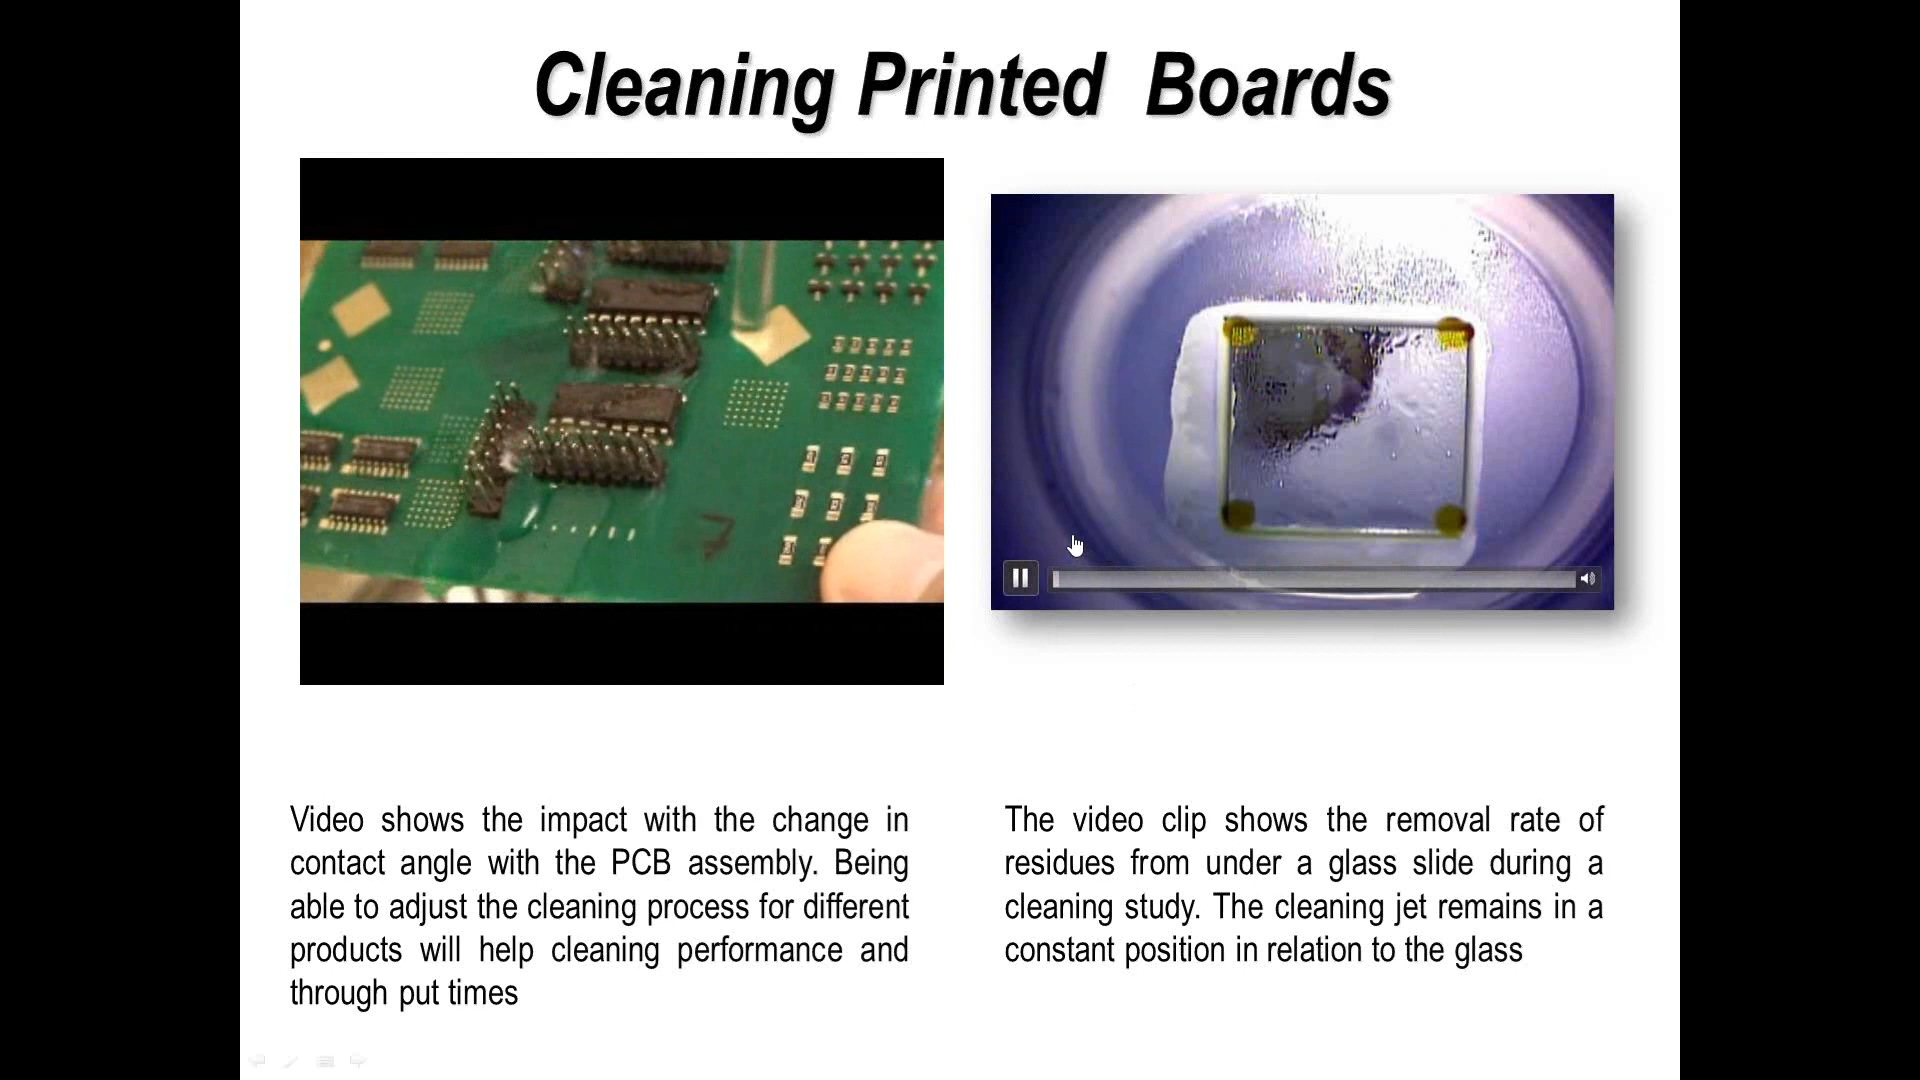 Cleaning Printed Boards
7
Video shows the impact with the change in
contact angle with the PCB assembly. Being
able to adjust the cleaning process for different
products will help cleaning performance and
through put times
The video clip shows the removal rate of
residues from under a glass slide during a
cleaning study. The cleaning jet remains in a
constant position in relation to the glass